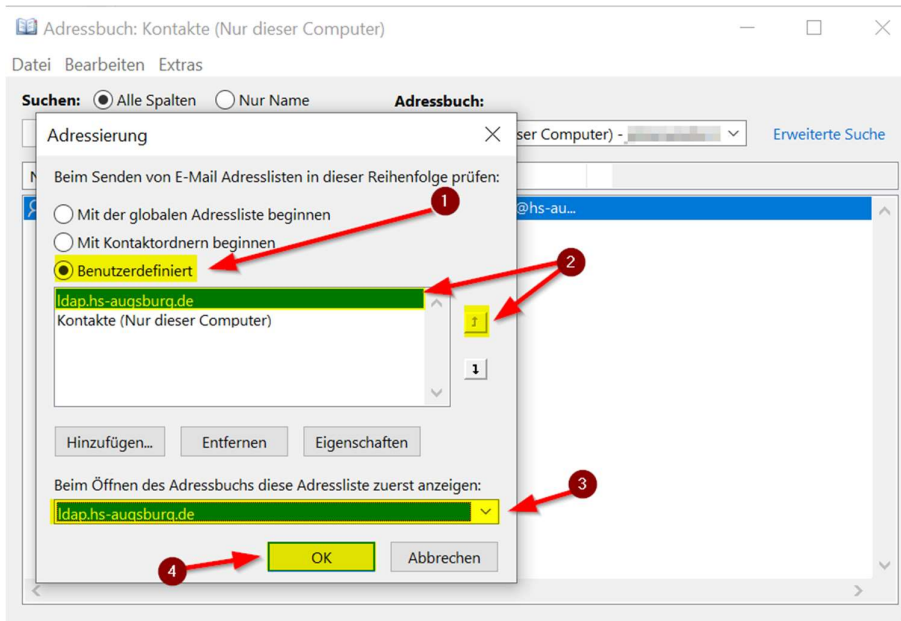 Adressbuch: Kontakte (Nur dieser Computer)
Datei Bearbeiten Extras
Suchen: Alle Spalten Nur Name Adressbuch:
ser Computer) - Erweiterte Suche
Adressierung
Beim Senden von E-Mail Adresslisten in dieser Reihenfolge prüfen:
@hs-au...
Mit der globalen Adressliste beginnen
1
Mit Kontaktordnern beginnen
Benutzerdefiniert
2
ldap.hs-augsburg.de
Kontakte (Nur dieser Computer)
Hinzufügen... Entfernen Eigenschaften
Beim Öffnen des Adressbuchs diese Adressliste zuerst anzeigen:
3
ldap.hs-augsburg.de
OK Abbrechen
4